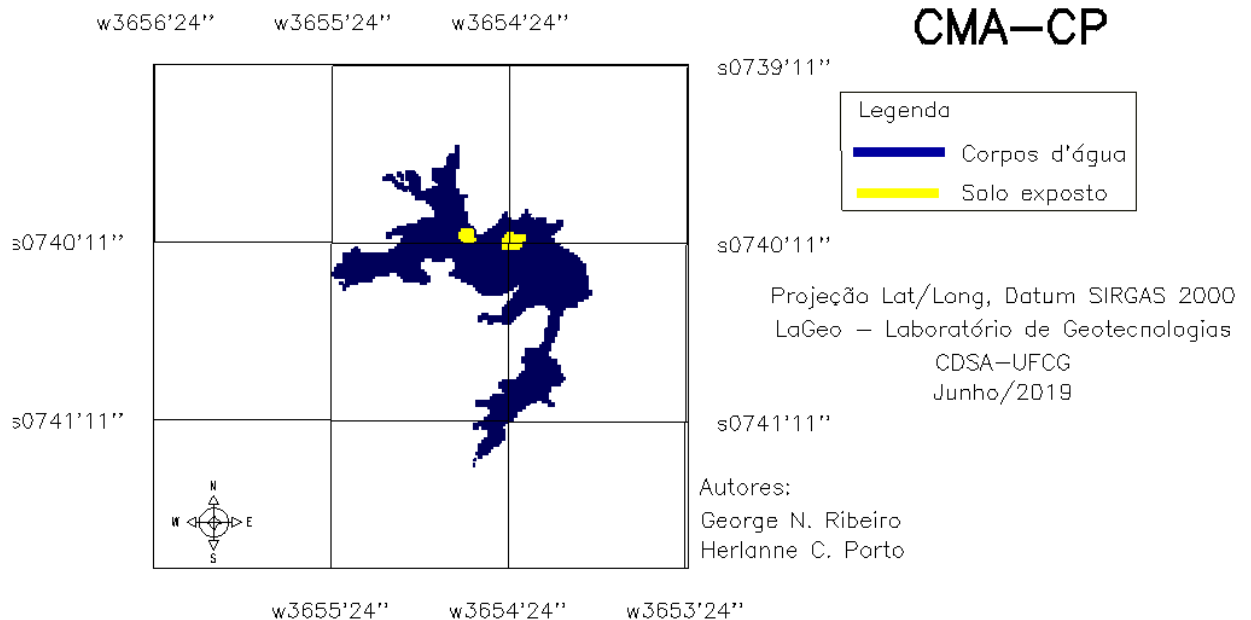 w3656'24'' w3655'24'' w3654'24''
CMA-CP
s0739'11''
Legenda
Corpos d'água
Solo exposto
s0740'11'' s0740'11''
Projeção Lat/Long, Datum SIRGAS 2000
LaGeo - Laboratório de Geotecnologias
CDSA-UFCG
Junho/2019
s0741'11'' s0741'11''
N
W E
S
Autores:
George N. Ribeiro
Herlanne C. Porto
w3655'24'' w3654'24'' w3653'24''